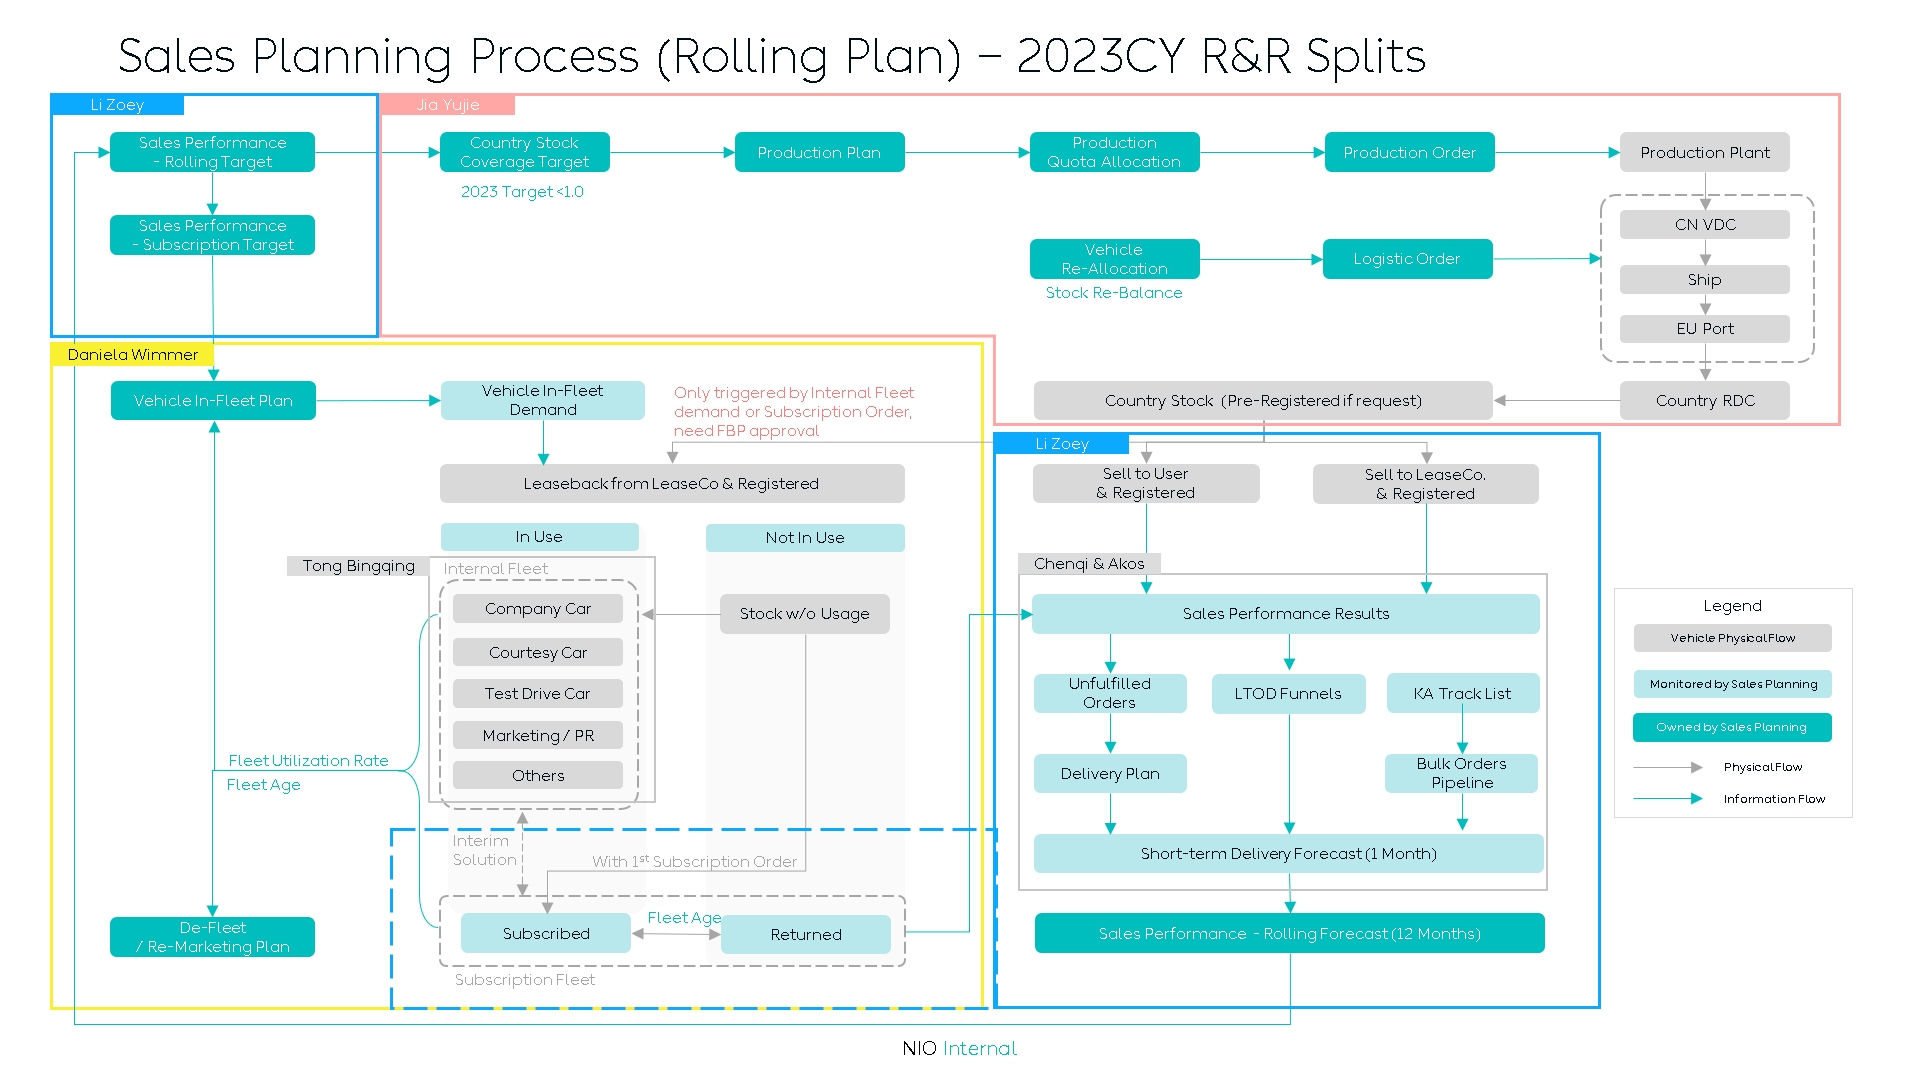 Sales Planning Process (Rolling Plan) – 2023CY R&R Splits
Li Zoey
Jia Yujie
Sales Performance
- Rolling Target
Country Stock
Coverage Target
Production Plan
Production
Quota Allocation
Production Order
Production Plant
2023 Target <1.0
Sales Performance
- Subscription Target
CN VDC
Vehicle
Re-Allocation
Logistic Order
Stock Re-Balance
Ship
EU Port
Daniela Wimmer
Vehicle In-Fleet Plan
Vehicle In-Fleet
Demand
Only triggered by Internal Fleet
demand or Subscription Order,
need FBP approval
Country Stock (Pre-Registered if request)
Country RDC
Li Zoey
Leaseback from LeaseCo & Registered
Sell to User
& Registered
Sell to LeaseCo.
& Registered
In Use
Not In Use
Tong Bingqing
Internal Fleet
Chenqi & Akos
Company Car
Stock w/o Usage
Sales Performance Results
Courtesy Car
Test Drive Car
Unfulfilled
Orders
LTOD Funnels
KA Track List
Marketing / PR
Fleet Utilization Rate
Others
Fleet Age
Delivery Plan
Bulk Orders
Pipeline
Interim
Solution
With 1st Subscription Order
Short-term Delivery Forecast (1 Month)
De-Fleet
/ Re-Marketing Plan
Subscribed
Fleet Age
Returned
Sales Performance - Rolling Forecast (12 Months)
Subscription Fleet
Legend
Vehicle Physical Flow
Monitored by Sales Planning
Owned by Sales Planning
Physical Flow
Information Flow
NIO Internal